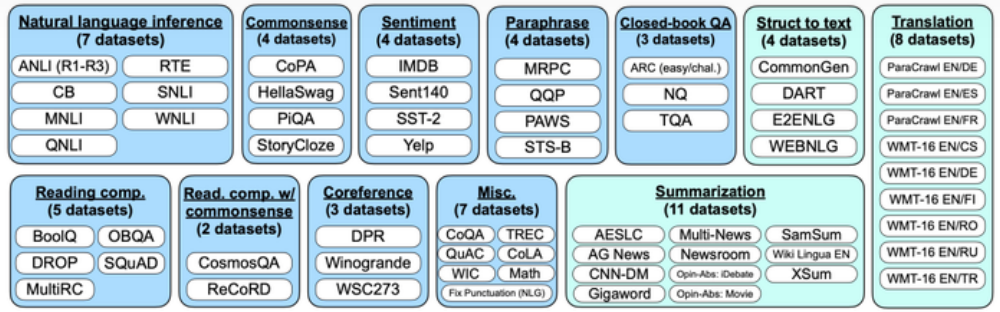 Natural language inference
(7 datasets)
ANLI (R1-R3)
RTE
CB
SNLI
MNLI
WNLI
QNLI
Commonsense
(4 datasets)
CoPA
HellaSwag
PiQA
StoryCloze
Sentiment
(4 datasets)
IMDB
Sent140
SST-2
Yelp
Paraphrase
(4 datasets)
MRPC
QQP
PAWS
STS-B
Closed-book QA
(3 datasets)
ARC (easy/chal.)
NQ
TQA
Struct to text
(4 datasets)
CommonGen
DART
E2ENLG
WEBNLG
Translation
(8 datasets)
ParaCrawl EN/DE
ParaCrawl EN/ES
ParaCrawl EN/FR
WMT-16 EN/CS
WMT-16 EN/DE
WMT-16 EN/FI
WMT-16 EN/RO
WMT-16 EN/RU
WMT-16 EN/TR
Reading comp.
(5 datasets)
BoolQ
OBQA
DROP
SQuAD
MultiRC
Read. comp. w/
commonsense
(2 datasets)
CosmosQA
ReCoRD
Coreference
(3 datasets)
DPR
Winogrande
WSC273
Misc.
(7 datasets)
CoQA
TREC
QuAC
CoLA
WIC
Math
Fix Punctuation (NLG)
Summarization
(11 datasets)
AESLC
Multi-News
SamSum
AG News
Newsroom
Wiki Lingua EN
CNN-DM
Opin-Abs: iDebate
XSum
Gigaword
Opin-Abs: Movie